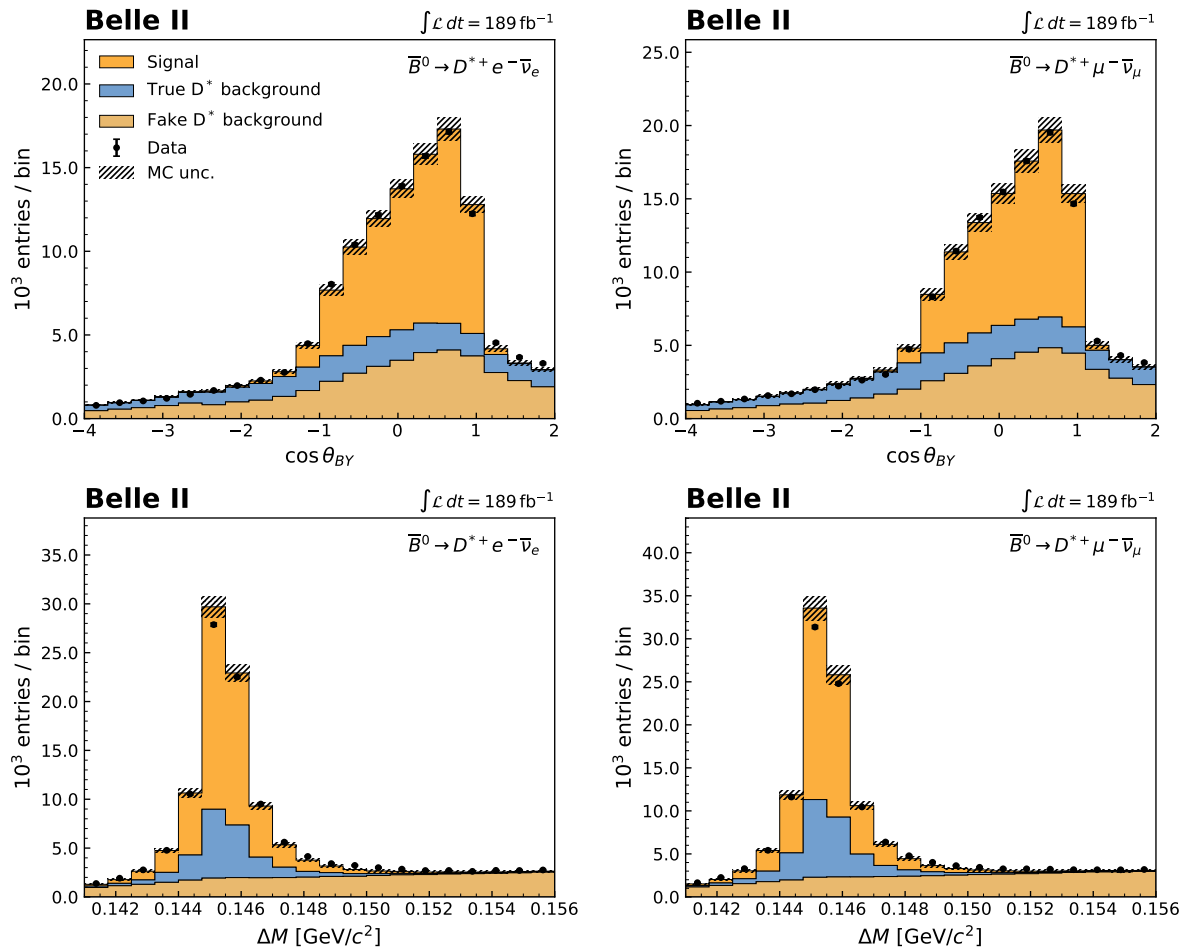 Belle II
∫ℒ dt = 189 fb⁻¹
B̅⁰ → D*⁺ e⁻ ν̅ₑ
Signal
True D* background
Fake D* background
Data
MC unc.
10³ entries / bin
20.0
15.0
10.0
5.0
0.0
−4 −3 −2 −1 0 1 2
cos θ_BY
Belle II
∫ℒ dt = 189 fb⁻¹
B̅⁰ → D*⁺ μ⁻ ν̅_μ
10³ entries / bin
25.0
20.0
15.0
10.0
5.0
0.0
−4 −3 −2 −1 0 1 2
cos θ_BY
Belle II
∫ℒ dt = 189 fb⁻¹
B̅⁰ → D*⁺ e⁻ ν̅ₑ
10³ entries / bin
35.0
30.0
25.0
20.0
15.0
10.0
5.0
0.0
0.142 0.144 0.146 0.148 0.150 0.152 0.154 0.156
ΔM [GeV/c²]
Belle II
∫ℒ dt = 189 fb⁻¹
B̅⁰ → D*⁺ μ⁻ ν̅_μ
10³ entries / bin
40.0
35.0
30.0
25.0
20.0
15.0
10.0
5.0
0.0
0.142 0.144 0.146 0.148 0.150 0.152 0.154 0.156
ΔM [GeV/c²]